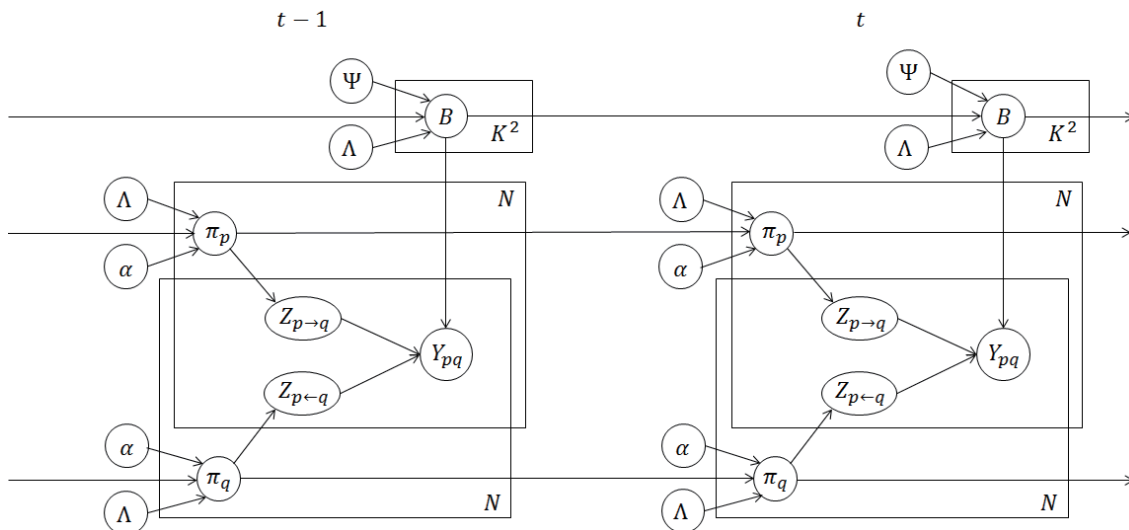 t − 1 t
Ψ Ψ
B B
K² K²
Λ Λ
N N
Λ Λ
π_p π_p
α α
Z_{p→q} Z_{p→q}
Y_{pq} Y_{pq}
Z_{p←q} Z_{p←q}
α α
π_q π_q
Λ N Λ N